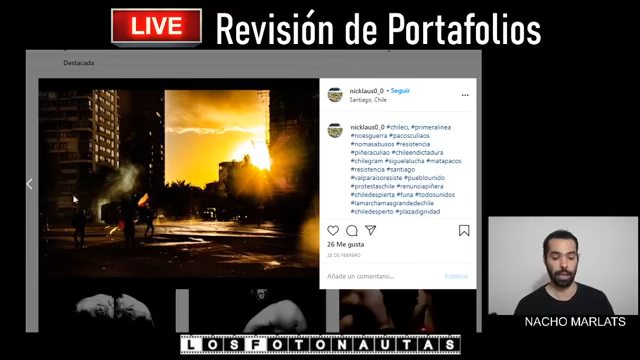 LIVE
Revisión de Portafolios
Destacada
nicklaus0_0 • Seguir
Santiago, Chile
nicklaus0_0 #chilecl #primeralinea
#noesguerra #pacosculiaos
#nomasabusos #resistencia
#piñeraculiao #chileendictadura
#chilegram #siguelalucha #matapacos
#resistencia #santiago
#valparaisoresiste #pueblounido
#protestaschile #renunciapiñera
#chiledespierta #funa #todosunidos
#lamarchamasgrandedechile
#chiledesperto #plazadignidad
26 Me gusta
28 DE FEBRERO
Añade un comentario...
Publicar
NACHO MARLATS
LOSFOTONAUTAS